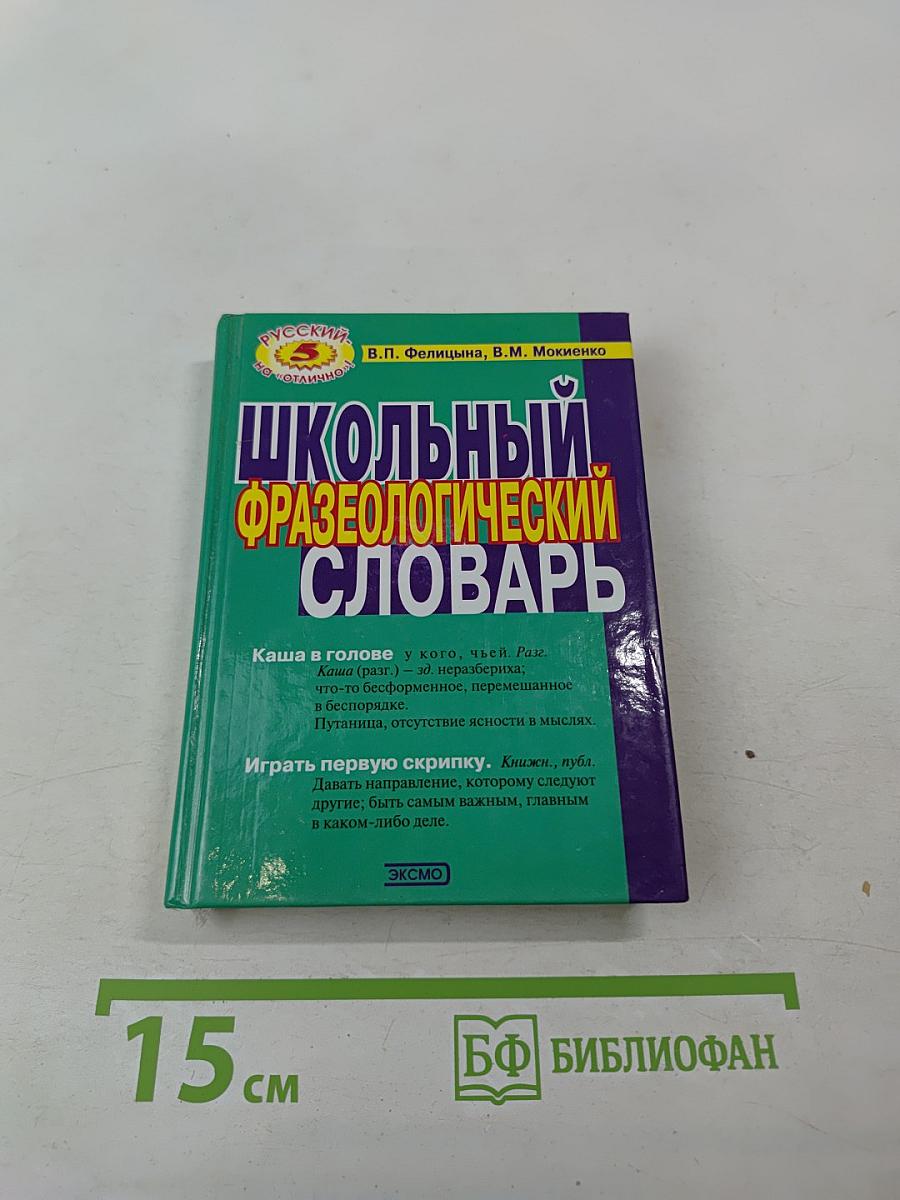 РУССКИЙ-
5
на «отлично»!
В.П. Фелицына, В.М. Мокиенко
ШКОЛЬНЫЙ
ФРАЗЕОЛОГИЧЕСКИЙ
СЛОВАРЬ
Каша в голове у кого, чьей. Разг.
Каша (разг.) – зд. неразбериха;
что-то бесформенное, перемешанное
в беспорядке.
Путаница, отсутствие ясности в мыслях.
Играть первую скрипку. Книжн., публ.
Давать направление, которому следуют
другие; быть самым важным, главным
в каком-либо деле.
ЭКСМО
15 см
БФ БИБЛИОФАН